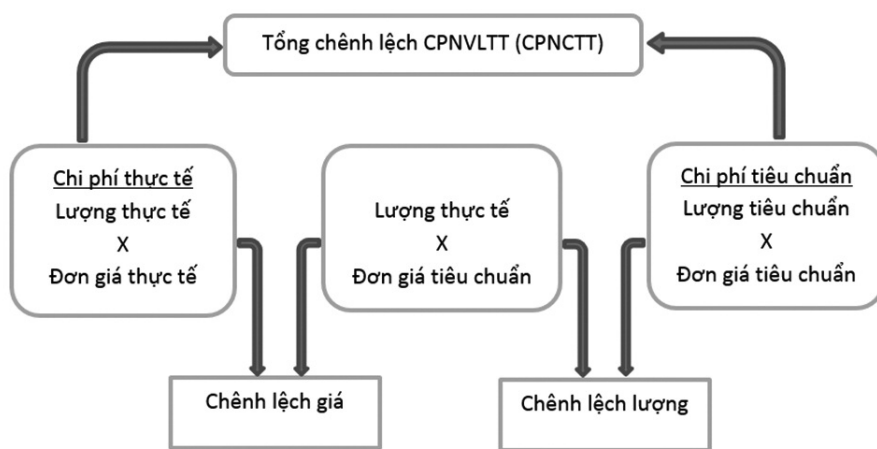 Tổng chênh lệch CPNVLTT (CPNCTT)
Chi phí thực tế
Lượng thực tế
X
Đơn giá thực tế
Lượng thực tế
X
Đơn giá tiêu chuẩn
Chi phí tiêu chuẩn
Lượng tiêu chuẩn
X
Đơn giá tiêu chuẩn
Chênh lệch giá
Chênh lệch lượng